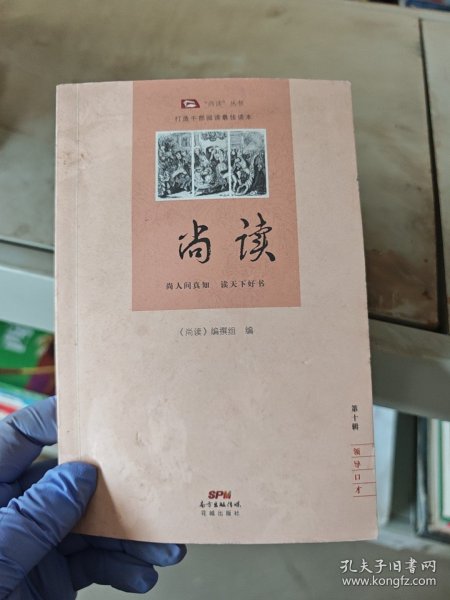 "尚读"丛书
打造干部阅读最佳读本
尚读
尚人间真知 读天下好书
《尚读》编撰组 编
第十辑
领导口才
SPM
南方出版传媒
花城出版社
孔夫子旧书网
www.kongfz.com